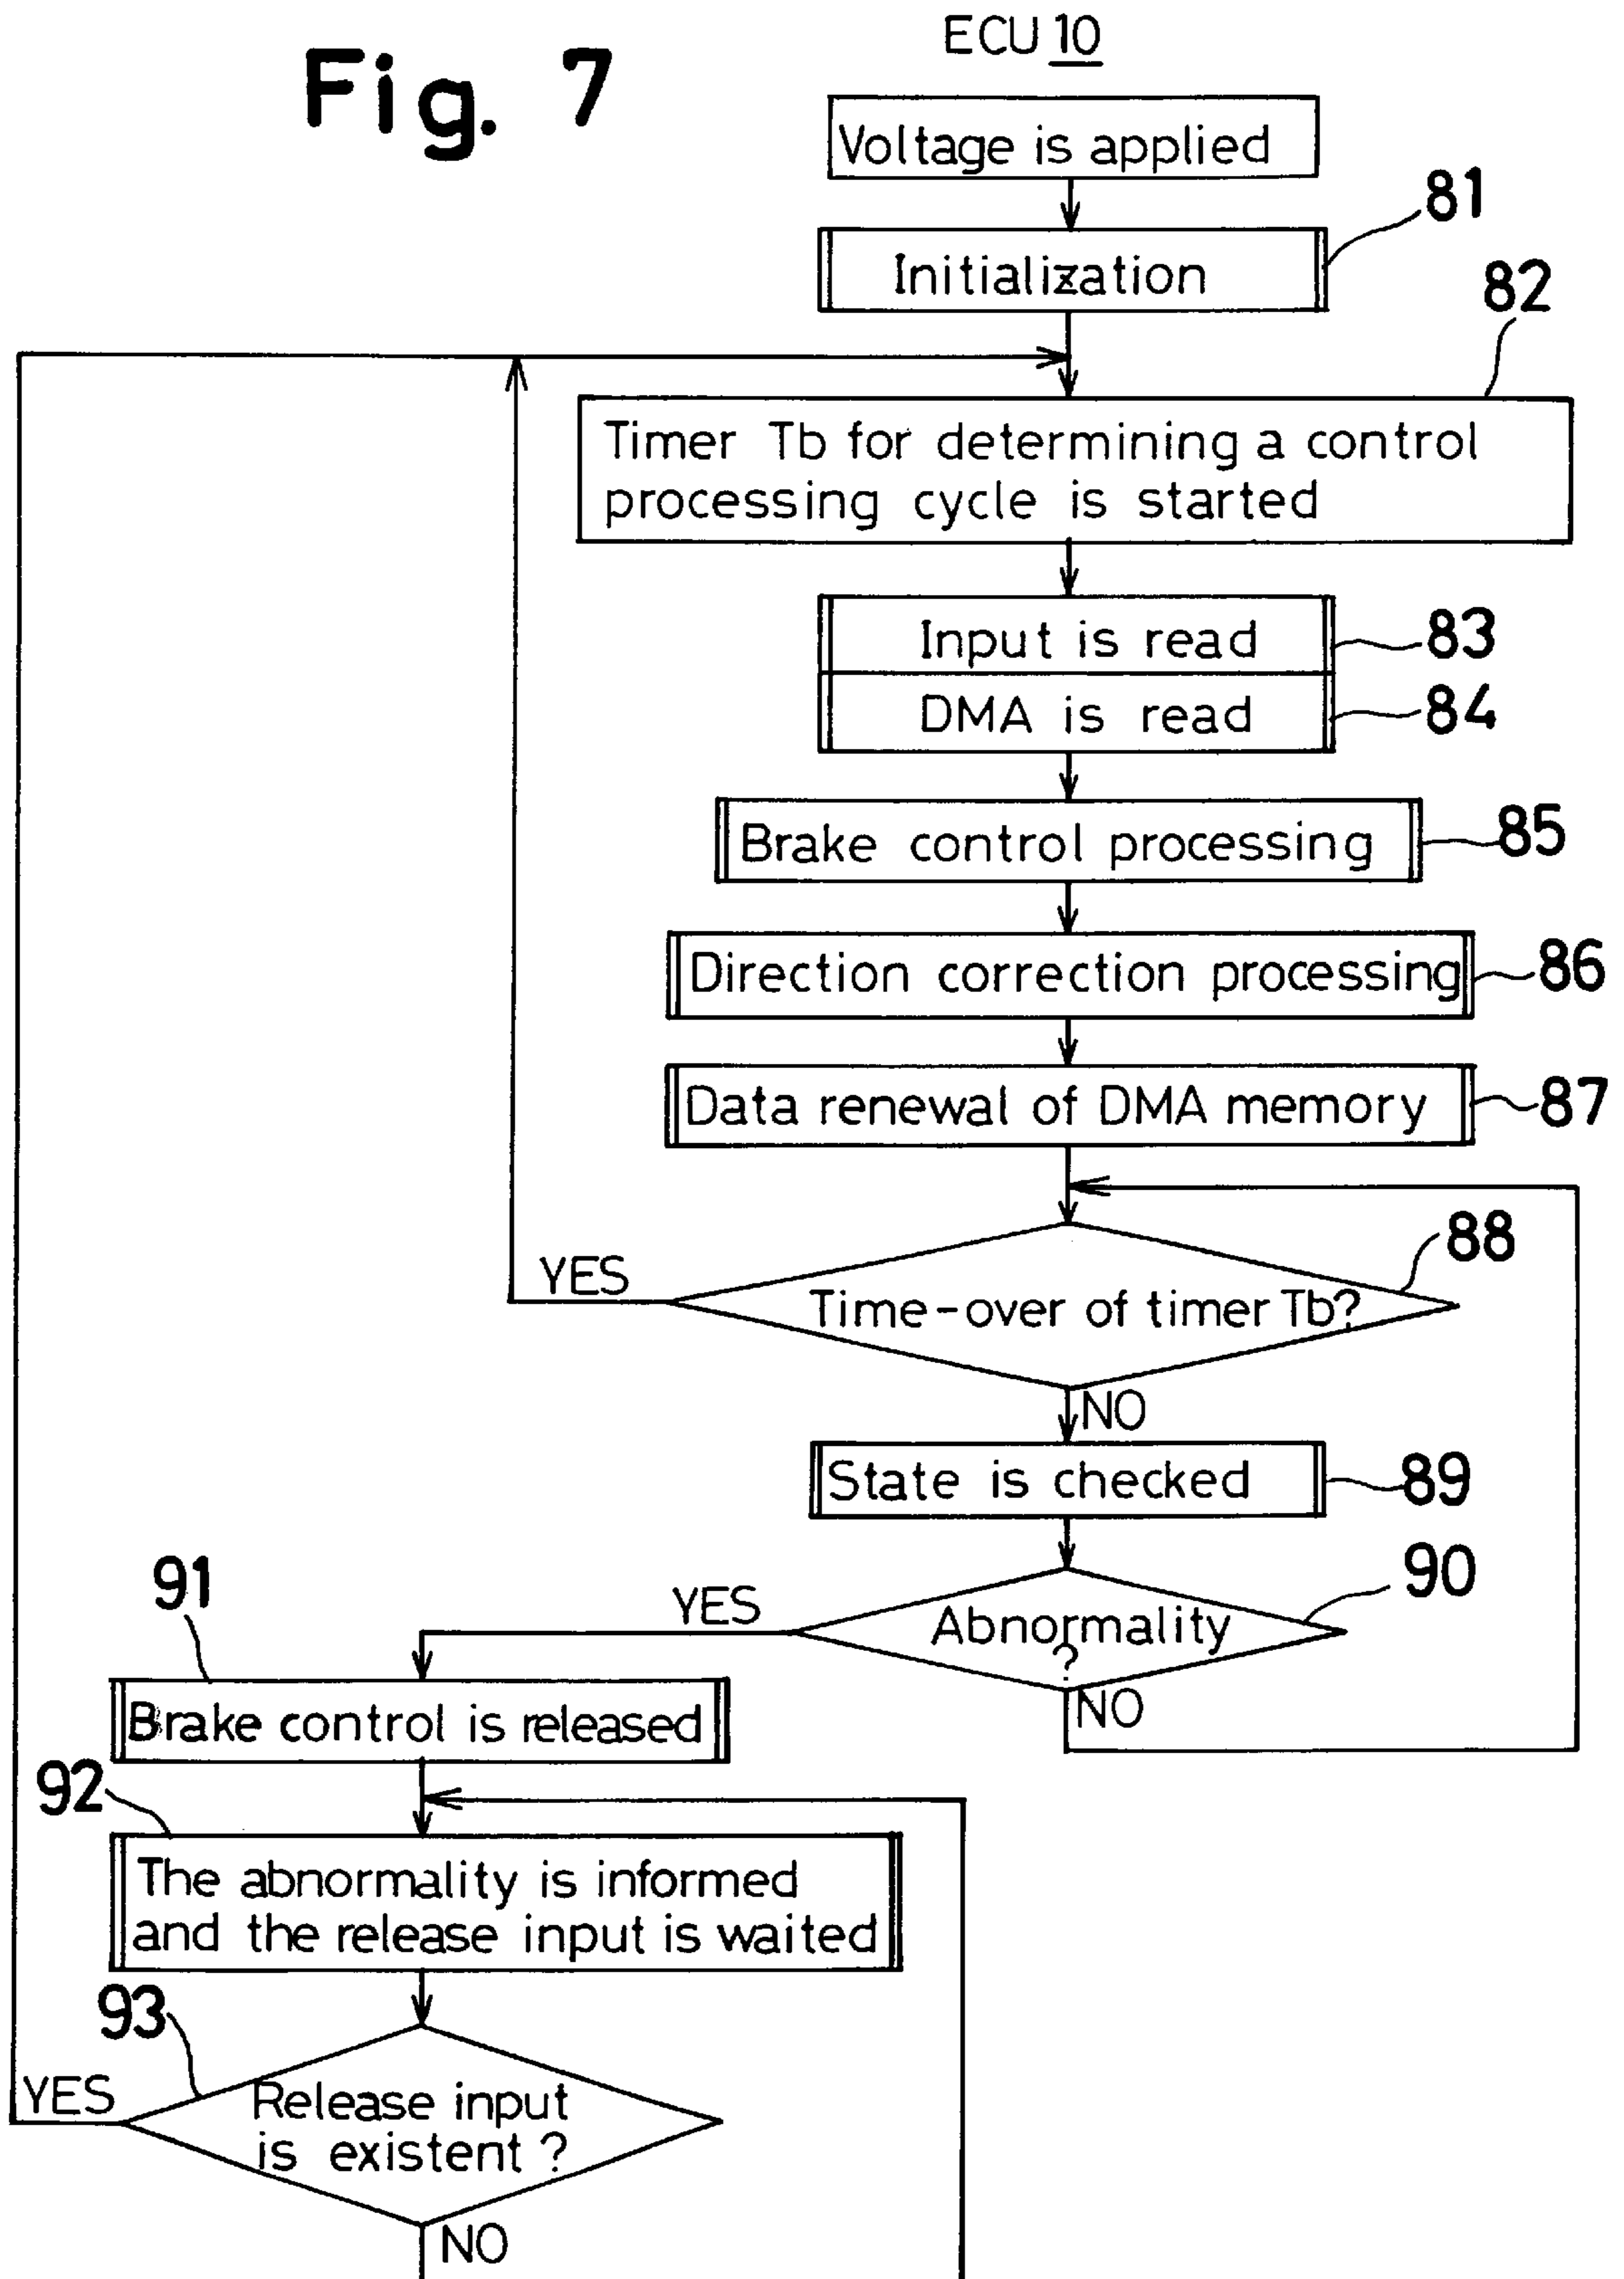 Fig. 7
ECU 10
Voltage is applied
81
Initialization
82
Timer Tb for determining a control
processing cycle is started
Input is read
83
DMA is read
84
Brake control processing
85
Direction correction processing
86
Data renewal of DMA memory
87
88
YES
Time-over of timer Tb?
NO
State is checked
89
90
91
YES
Abnormality
?
NO
Brake control is released
92
The abnormality is informed
and the release input is waited
93
YES
Release input
is existent ?
NO